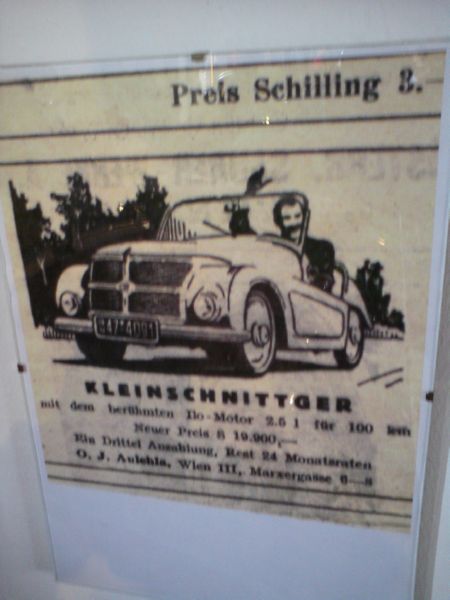 Preis Schilling 3.—
KLEINSCHNITTGER
mit dem berühmten Ilo-Motor 2.5 l für 100 km
Neuer Preis S 19.900,—
Ein Drittel Anzahlung, Rest 24 Monatsraten
O. J. Aulehla, Wien III, Marxergasse 6—8